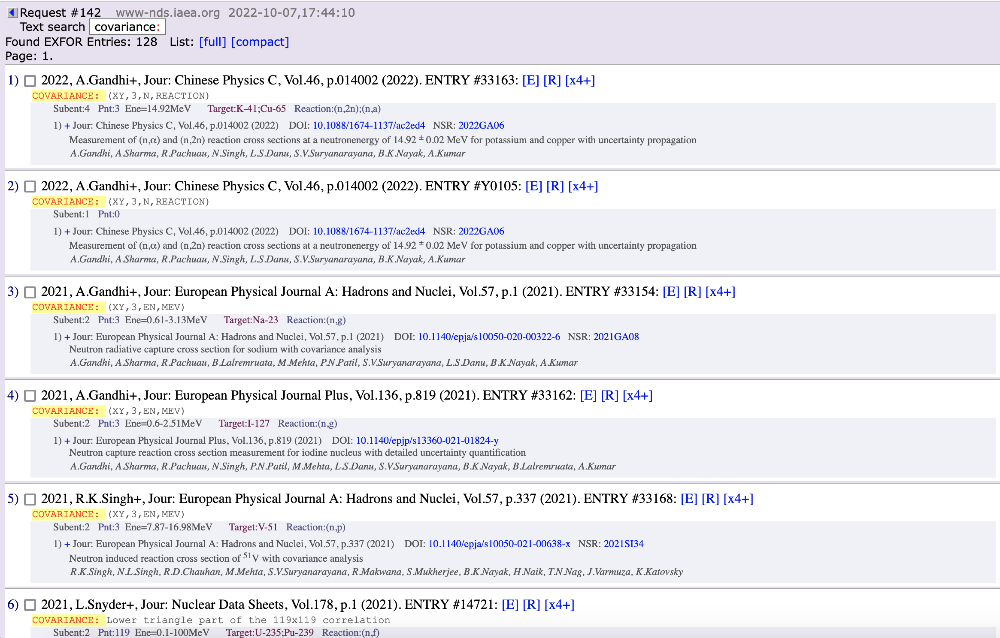 Request #142 www-nds.iaea.org 2022-10-07,17:44:10
Text search covariance:
Found EXFOR Entries: 128 List: [full] [compact]
Page: 1.
1) 2022, A.Gandhi+, Jour: Chinese Physics C, Vol.46, p.014002 (2022). ENTRY #33163: [E] [R] [x4+]
COVARIANCE: (XY,3,N,REACTION)
Subent:4 Pnt:3 Ene=14.92MeV Target:K-41;Cu-65 Reaction:(n,2n);(n,a)
1) + Jour: Chinese Physics C, Vol.46, p.014002 (2022) DOI: 10.1088/1674-1137/ac2ed4 NSR: 2022GA06
Measurement of (n,α) and (n,2n) reaction cross sections at a neutronenergy of 14.92 ± 0.02 MeV for potassium and copper with uncertainty propagation
A.Gandhi, A.Sharma, R.Pachuau, N.Singh, L.S.Danu, S.V.Suryanarayana, B.K.Nayak, A.Kumar
2) 2022, A.Gandhi+, Jour: Chinese Physics C, Vol.46, p.014002 (2022). ENTRY #Y0105: [E] [R] [x4+]
COVARIANCE: (XY,3,N,REACTION)
Subent:1 Pnt:0
1) + Jour: Chinese Physics C, Vol.46, p.014002 (2022) DOI: 10.1088/1674-1137/ac2ed4 NSR: 2022GA06
Measurement of (n,α) and (n,2n) reaction cross sections at a neutronenergy of 14.92 ± 0.02 MeV for potassium and copper with uncertainty propagation
A.Gandhi, A.Sharma, R.Pachuau, N.Singh, L.S.Danu, S.V.Suryanarayana, B.K.Nayak, A.Kumar
3) 2021, A.Gandhi+, Jour: European Physical Journal A: Hadrons and Nuclei, Vol.57, p.1 (2021). ENTRY #33154: [E] [R] [x4+]
COVARIANCE: (XY,3,EN,MEV)
Subent:2 Pnt:3 Ene=0.61-3.13MeV Target:Na-23 Reaction:(n,g)
1) + Jour: European Physical Journal A: Hadrons and Nuclei, Vol.57, p.1 (2021) DOI: 10.1140/epja/s10050-020-00322-6 NSR: 2021GA08
Neutron radiative capture cross section for sodium with covariance analysis
A.Gandhi, A.Sharma, R.Pachuau, B.Lalremruata, M.Mehta, P.N.Patil, S.V.Suryanarayana, L.S.Danu, B.K.Nayak, A.Kumar
4) 2021, A.Gandhi+, Jour: European Physical Journal Plus, Vol.136, p.819 (2021). ENTRY #33162: [E] [R] [x4+]
COVARIANCE: (XY,3,EN,MEV)
Subent:2 Pnt:3 Ene=0.6-2.51MeV Target:I-127 Reaction:(n,g)
1) + Jour: European Physical Journal Plus, Vol.136, p.819 (2021) DOI: 10.1140/epjp/s13360-021-01824-y
Neutron capture reaction cross section measurement for iodine nucleus with detailed uncertainty quantification
A.Gandhi, A.Sharma, R.Pachuau, N.Singh, P.N.Patil, M.Mehta, L.S.Danu, S.V.Suryanarayana, B.K.Nayak, B.Lalremruata, A.Kumar
5) 2021, R.K.Singh+, Jour: European Physical Journal A: Hadrons and Nuclei, Vol.57, p.337 (2021). ENTRY #33168: [E] [R] [x4+]
COVARIANCE: (XY,3,EN,MEV)
Subent:2 Pnt:3 Ene=7.87-16.98MeV Target:V-51 Reaction:(n,p)
1) + Jour: European Physical Journal A: Hadrons and Nuclei, Vol.57, p.337 (2021) DOI: 10.1140/epja/s10050-021-00638-x NSR: 2021SI34
Neutron induced reaction cross section of ⁵¹V with covariance analysis
R.K.Singh, N.L.Singh, R.D.Chauhan, M.Mehta, S.V.Suryanarayana, R.Makwana, S.Mukherjee, B.K.Nayak, H.Naik, T.N.Nag, J.Varmuza, K.Katovsky
6) 2021, L.Snyder+, Jour: Nuclear Data Sheets, Vol.178, p.1 (2021). ENTRY #14721: [E] [R] [x4+]
COVARIANCE: Lower triangle part of the 119x119 correlation
Subent:2 Pnt:119 Ene=0.1-100MeV Target:U-235;Pu-239 Reaction:(n,f)